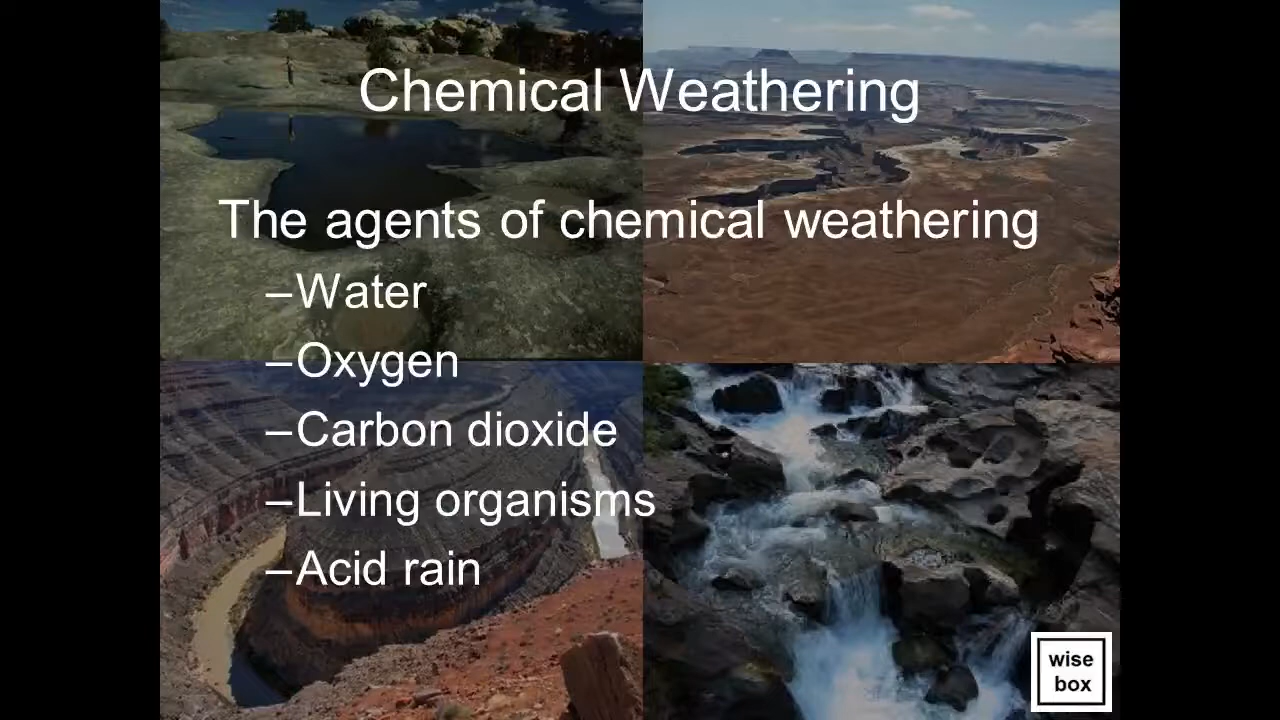 Chemical Weathering
The agents of chemical weathering
–Water
–Oxygen
–Carbon dioxide
–Living organisms
–Acid rain
wise
box